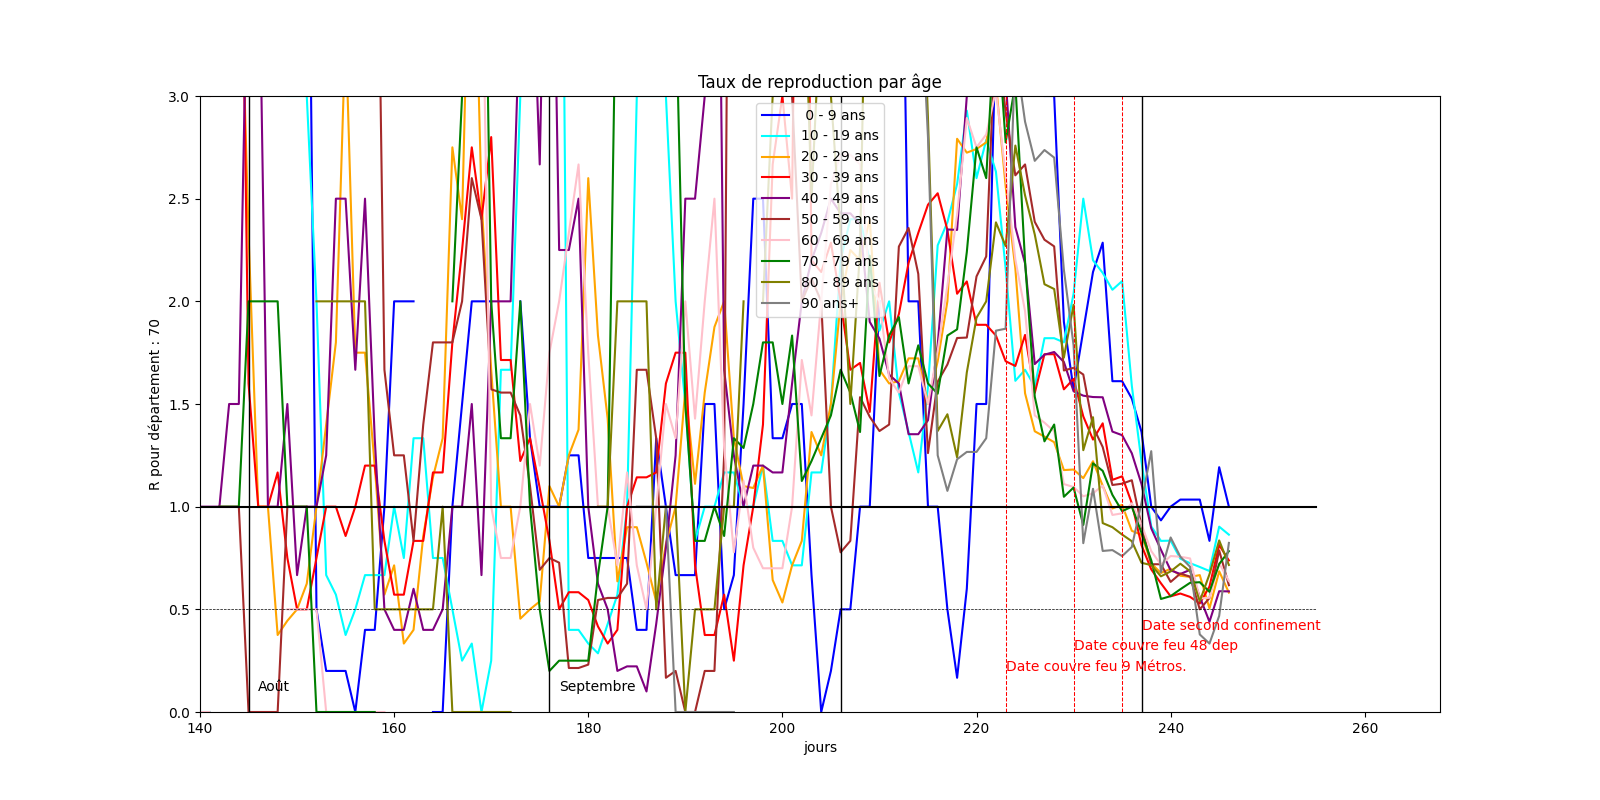 Taux de reproduction par âge
3.0
2.5
2.0
1.5
1.0
0.5
0.0
R pour département : 70
0 - 9 ans
10 - 19 ans
20 - 29 ans
30 - 39 ans
40 - 49 ans
50 - 59 ans
60 - 69 ans
70 - 79 ans
80 - 89 ans
90 ans+
Date second confinement
Date couvre feu 48 dep
Date couvre feu 9 Métros.
Août
Septembre
140
160
180
200
220
240
260
jours